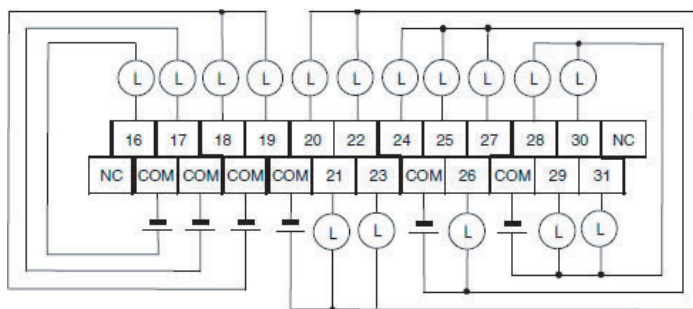 L L L L L L L L L L L
16 17 18 19 20 22 24 25 27 28 30 NC
NC COM COM COM COM 21 23 COM 26 COM 29 31
L L L L L